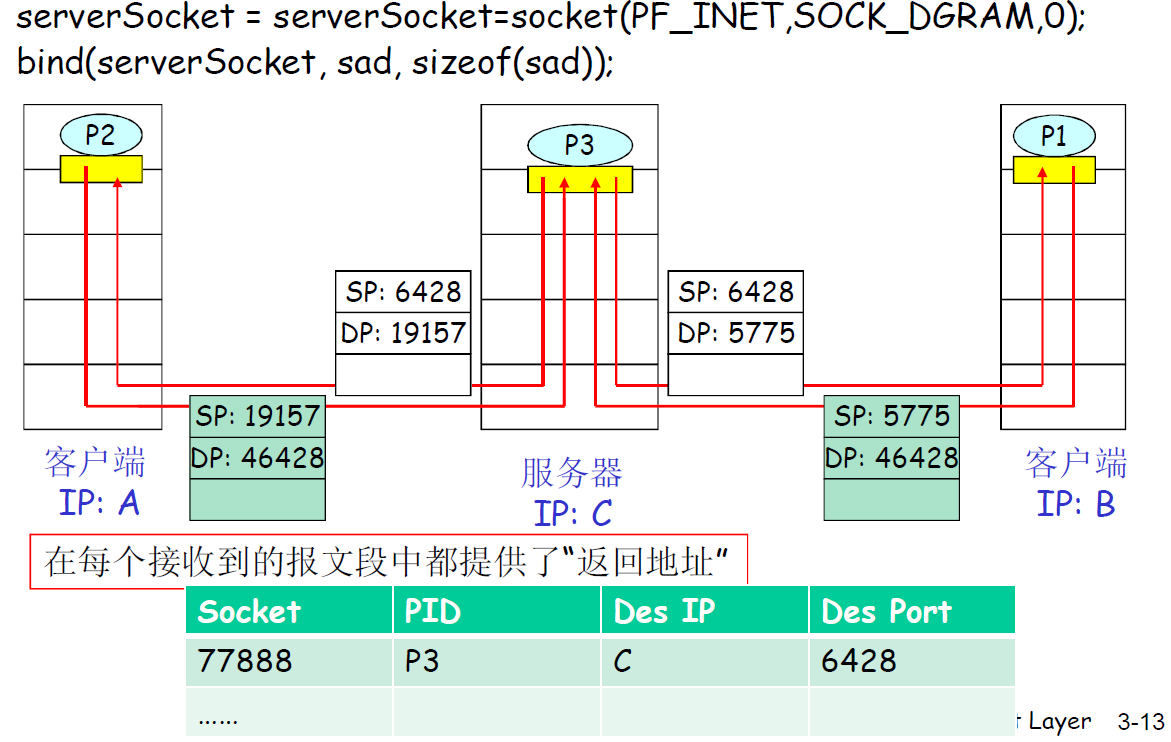 serverSocket = serverSocket=socket(PF_INET,SOCK_DGRAM,0);
bind(serverSocket, sad, sizeof(sad));
P2
P3
P1
SP: 6428
DP: 19157
SP: 6428
DP: 5775
SP: 19157
DP: 46428
SP: 5775
DP: 46428
客户端
IP: A
服务器
IP: C
客户端
IP: B
在每个接收到的报文段中都提供了“返回地址”
Socket PID Des IP Des Port
77888 P3 C 6428
……
Layer 3-13